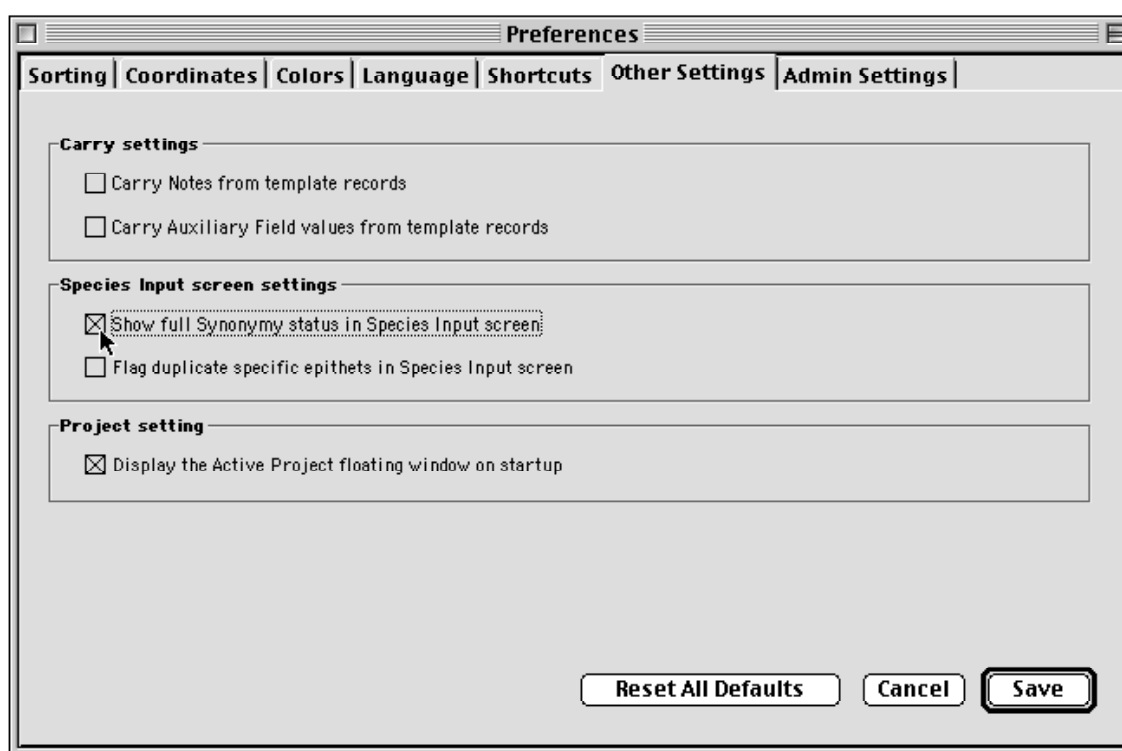 Preferences
Sorting Coordinates Colors Language Shortcuts Other Settings Admin Settings
Carry settings
Carry Notes from template records
Carry Auxiliary Field values from template records
Species Input screen settings
Show full Synonymy status in Species Input screen
Flag duplicate specific epithets in Species Input screen
Project setting
Display the Active Project floating window on startup
Reset All Defaults Cancel Save